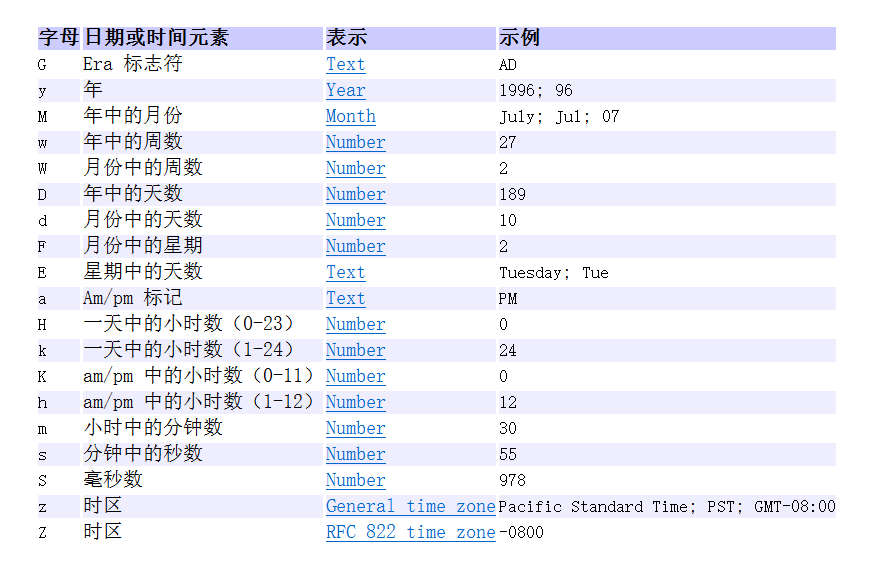 字母 日期或时间元素 表示 示例
G Era 标志符 Text AD
y 年 Year 1996; 96
M 年中的月份 Month July; Jul; 07
w 年中的周数 Number 27
W 月份中的周数 Number 2
D 年中的天数 Number 189
d 月份中的天数 Number 10
F 月份中的星期 Number 2
E 星期中的天数 Text Tuesday; Tue
a Am/pm 标记 Text PM
H 一天中的小时数（0-23） Number 0
k 一天中的小时数（1-24） Number 24
K am/pm 中的小时数（0-11） Number 0
h am/pm 中的小时数（1-12） Number 12
m 小时中的分钟数 Number 30
s 分钟中的秒数 Number 55
S 毫秒数 Number 978
z 时区 General time zone Pacific Standard Time; PST; GMT-08:00
Z 时区 RFC 822 time zone -0800